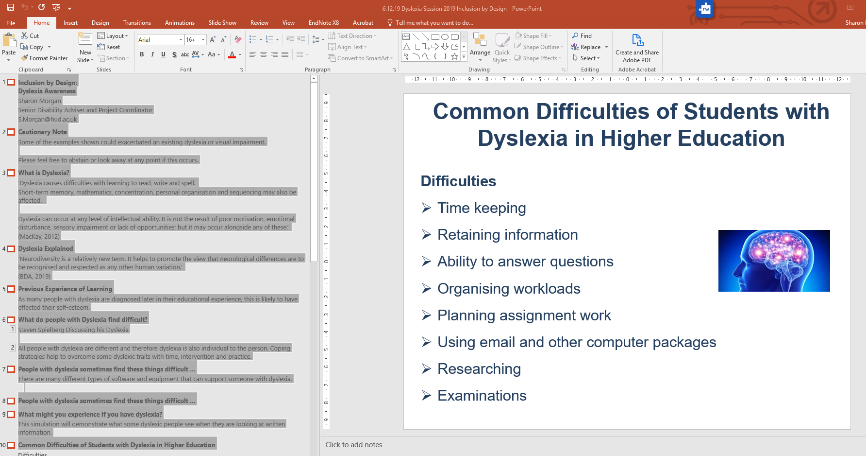 6.12.19 Dyslexia Session 2019 Inclusion by Design - PowerPoint
File Home Insert Design Transitions Animations Slide Show Review View EndNote X8 Acrobat Tell me what you want to do... Sharon
Paste
Cut
Copy
Format Painter
Clipboard
New Slide
Layout
Reset
Section
Slides
Arial 16+
Font
Text Direction
Align Text
Convert to SmartArt
Paragraph
Arrange
Quick Styles
Shape Fill
Shape Outline
Shape Effects
Drawing
Find
Replace
Select
Editing
Create and Share Adobe PDF
Adobe Acrobat
1 Inclusion by Design:
Dyslexia Awareness
Sharon Morgan
Senior Disability Adviser and Project Coordinator
S.Morgan@hud.ac.uk
2 Cautionary Note
Some of the examples shown could exacerbated an existing dyslexia or visual impairment.
Please feel free to abstain or look away at any point if this occurs.
3 What is Dyslexia?
Dyslexia causes difficulties with learning to read, write and spell.
Short-term memory, mathematics, concentration, personal organisation and sequencing may also be
affected.
Dyslexia can occur at any level of intellectual ability. It is not the result of poor motivation, emotional
disturbance, sensory impairment or lack of opportunities: but it may occur alongside any of these:'
(MacKay, 2012)
4 Dyslexia Explained
'Neurodiversity is a relatively new term. It helps to promote the view that neurological differences are to
be recognised and respected as any other human variations.'
(BDA, 2019)
5 Previous Experience of Learning
As many people with dyslexia are diagnosed later in their educational experience, this is likely to have
effected their self-esteem.
6 What do people with Dyslexia find difficult?
1 Steven Spielberg Discussing his Dyslexia
2 All people with dyslexia are different and therefore dyslexia is also individual to the person. Coping
strategies help to overcome some dyslexic traits with time, intervention and practice.
7 People with dyslexia sometimes find these things difficult ...
There are many different types of software and equipment that can support someone with dyslexia.
8 People with dyslexia sometimes find these things difficult ...
9 What might you experience if you have dyslexia?
This simulation will demonstrate what some dyslexic people see when they are looking at written
information.
10 Common Difficulties of Students with Dyslexia in Higher Education
Difficulties
Common Difficulties of Students with
Dyslexia in Higher Education
Difficulties
➢ Time keeping
➢ Retaining information
➢ Ability to answer questions
➢ Organising workloads
➢ Planning assignment work
➢ Using email and other computer packages
➢ Researching
➢ Examinations
Click to add notes